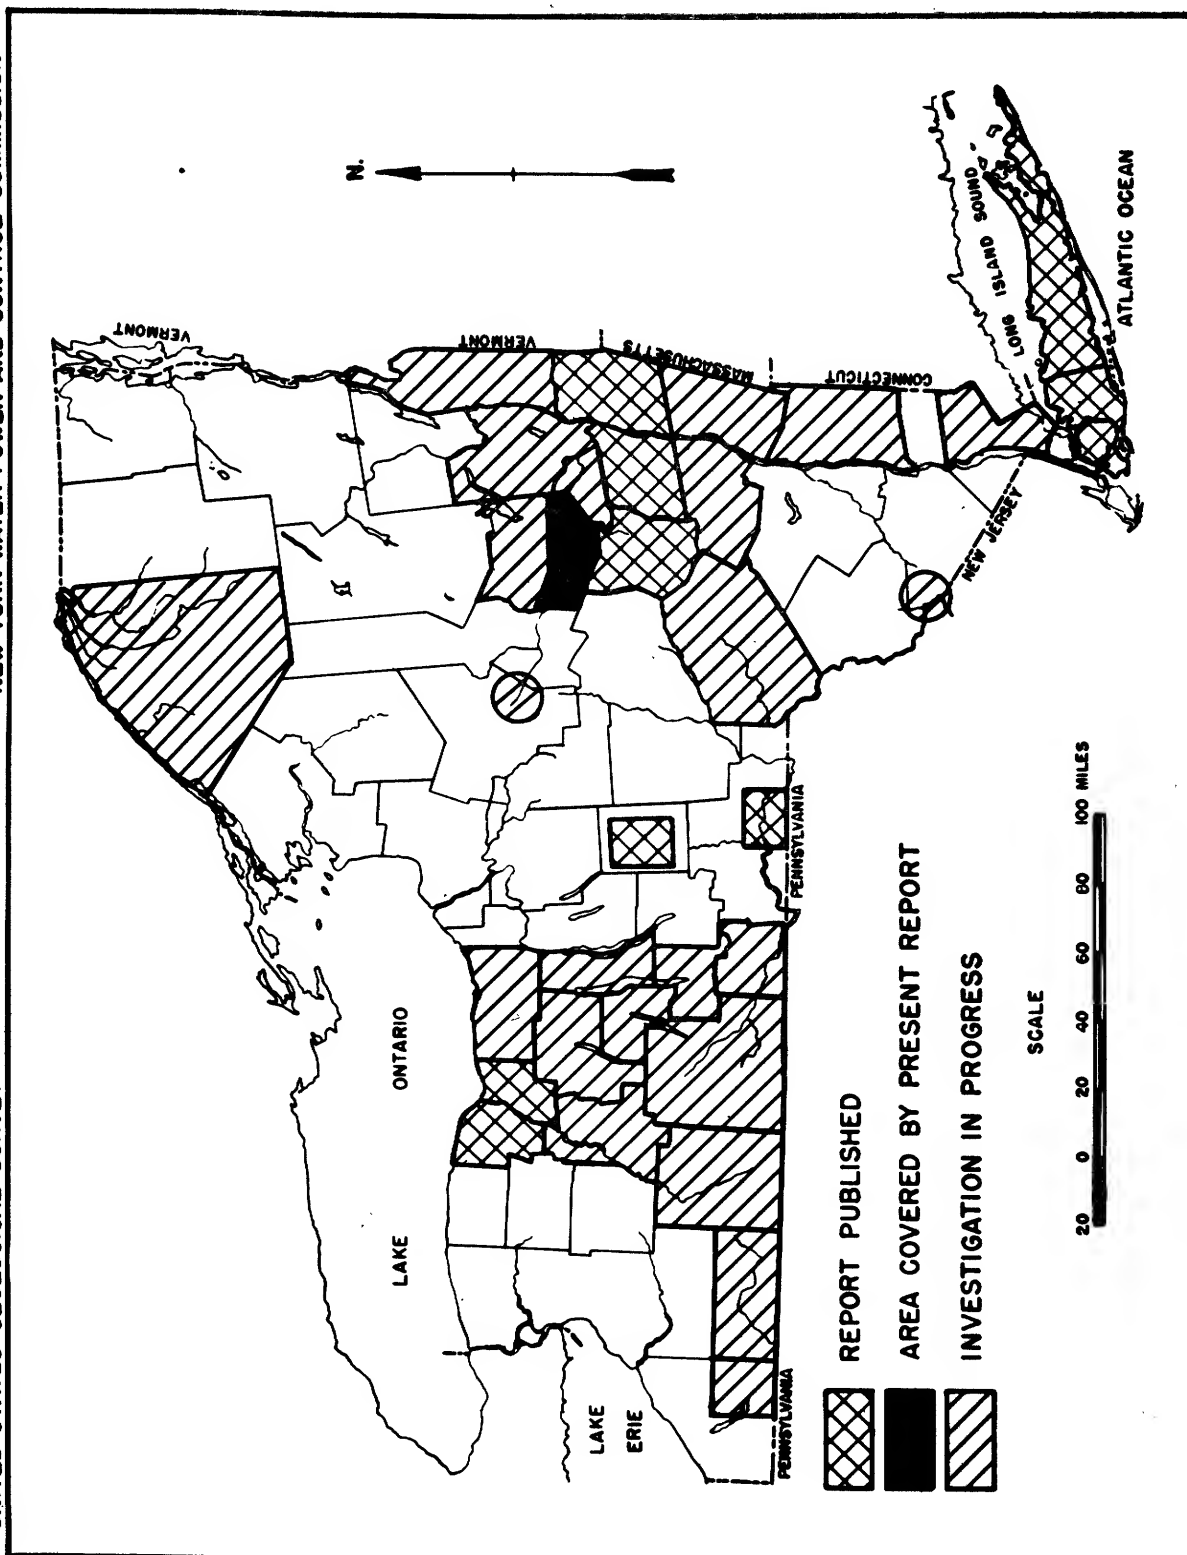 VERMONT
N.
VERMONT
MASSACHUSETTS
CONNECTICUT
LONG ISLAND SOUND
ATLANTIC OCEAN
NEW JERSEY
LAKE ONTARIO
LAKE
ERIE
PENNSYLVANIA
PENNSYLVANIA
REPORT PUBLISHED
AREA COVERED BY PRESENT REPORT
INVESTIGATION IN PROGRESS
SCALE
20 0 20 40 60 80 100 MILES